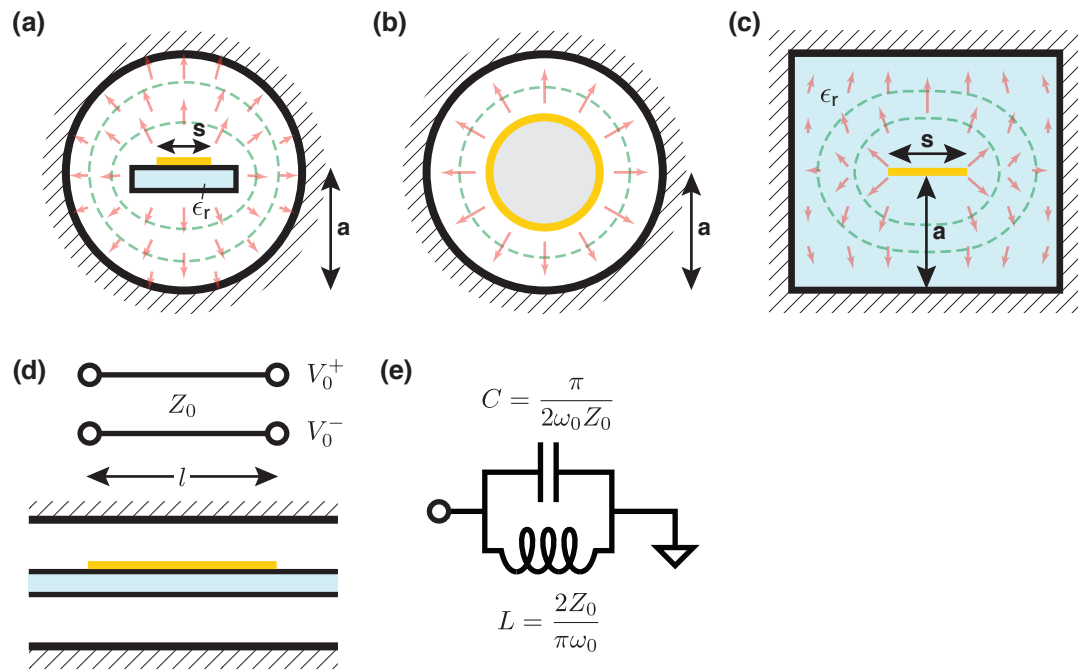 (a)
s
ϵr
a
(b)
a
(c)
ϵr
s
a
(d)
V₀⁺
Z₀
V₀⁻
l
(e)
C = π / 2ω₀Z₀
L = 2Z₀ / πω₀